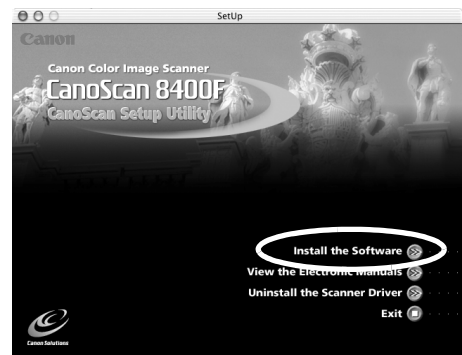 SetUp
Canon
Canon Color Image Scanner
CanoScan 8400F
CanoScan Setup Utility
Install the Software
View the Electronic Manuals
Uninstall the Scanner Driver
Exit
Canon Solutions